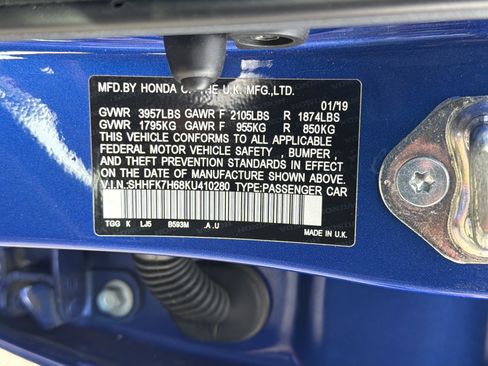 MFD.BY HONDA OF THE U.K. MFG.,LTD.
01/19
GVWR 3957LBS GAWR F 2105LBS R 1874LBS
GVWR 1795KG GAWR F 955KG R 850KG
THIS VEHICLE CONFORMS TO ALL APPLICABLE
FEDERAL MOTOR VEHICLE SAFETY , BUMPER ,
AND THEFT PREVENTION STANDARDS IN EFFECT
ON THE DATE OF MANUFACTURE SHOWN ABOVE.
V.I.N.:SHHFK7H68KU410280 TYPE:PASSENGER CAR
TGG K LJ5 B593M .A .U
MADE IN U.K.